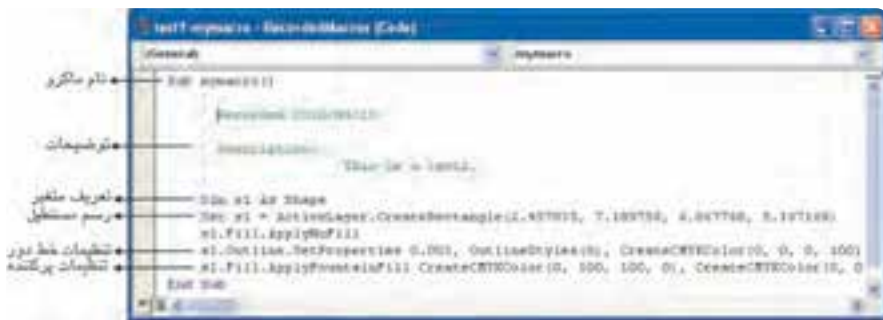 test1-mymacro - RecordedMacros (Code)
(General) mymacro
نام ماکرو
Sub mymacro()
Recorded
توضیحات
Description:
This is a test1.
تعریف متغیر
Dim s1 As Shape
رسم مستطیل
Set s1 = ActiveLayer.CreateRectangle(
s1.Fill.ApplyNoFill
تنظیمات خط دور
s1.Outline.SetProperties 0.003, OutlineStyles(0), CreateCMYKColor(0, 0, 0, 100)
تنظیمات پرکننده
s1.Fill.ApplyFountainFill CreateCMYKColor(0, 100, 100, 0), CreateCMYKColor(0, 0
End Sub